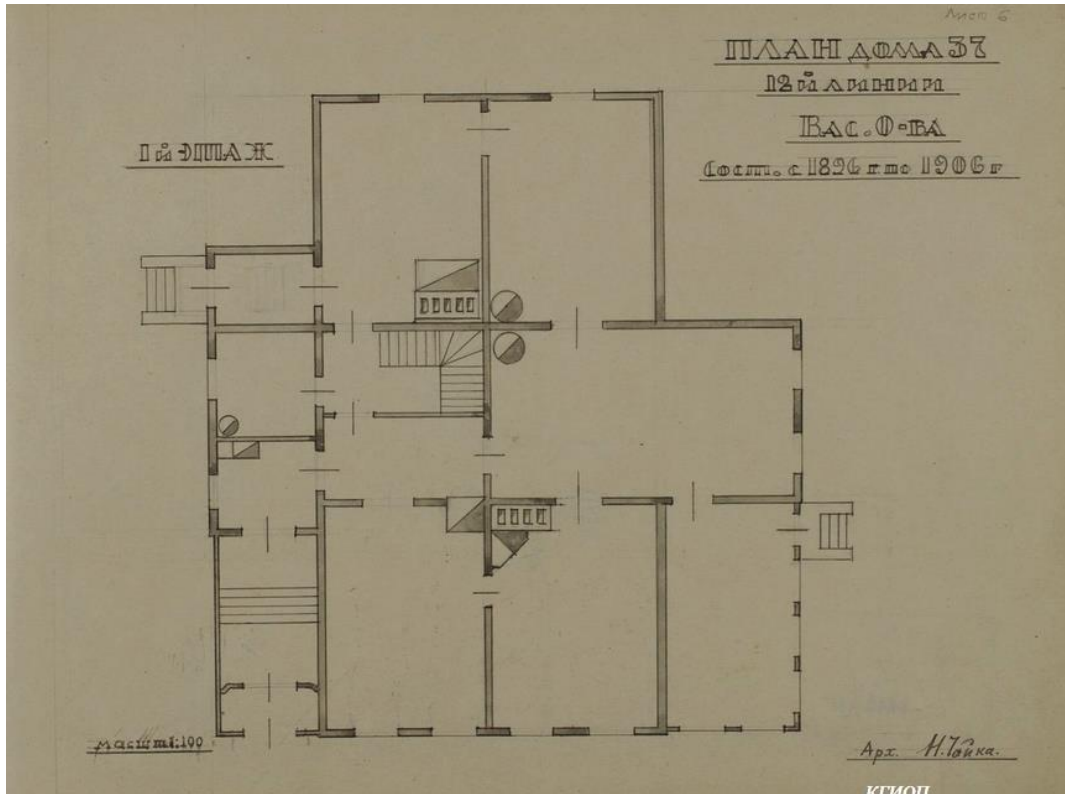 Лист 6
ПЛАН ДОМА 37
12й ЛИНИИ
ВАС. О-ВА
Сост. с 1896 г. по 1906 г
1й ЭТАЖ
масшт 1:100
Арх. Н. Чайка.
КГИОП